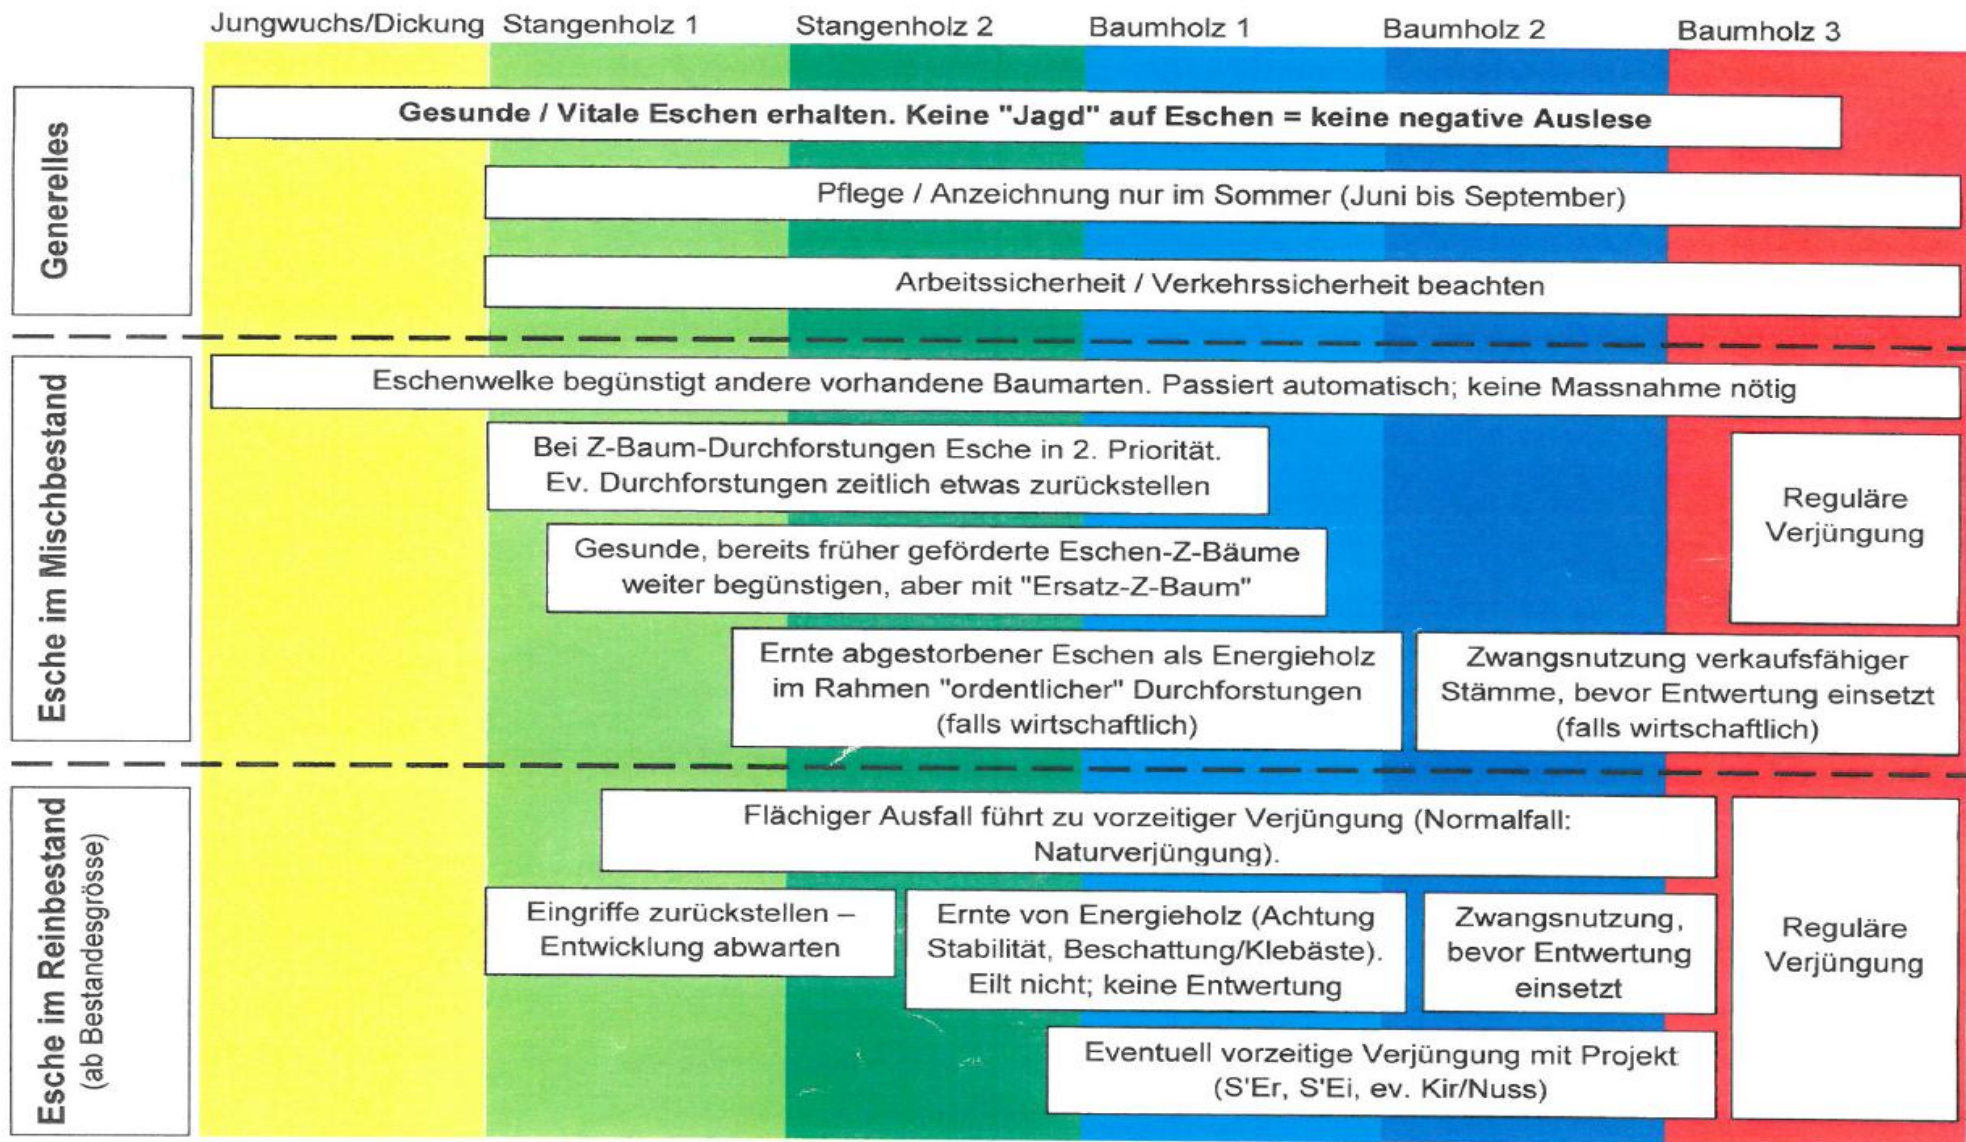 Jungwuchs/Dickung Stangenholz 1 Stangenholz 2 Baumholz 1 Baumholz 2 Baumholz 3
Generelles
Gesunde / Vitale Eschen erhalten. Keine "Jagd" auf Eschen = keine negative Auslese
Pflege / Anzeichnung nur im Sommer (Juni bis September)
Arbeitssicherheit / Verkehrssicherheit beachten
Esche im Mischbestand
Eschenwelke begünstigt andere vorhandene Baumarten. Passiert automatisch; keine Massnahme nötig
Bei Z-Baum-Durchforstungen Esche in 2. Priorität.
Ev. Durchforstungen zeitlich etwas zurückstellen
Reguläre
Verjüngung
Gesunde, bereits früher geförderte Eschen-Z-Bäume
weiter begünstigen, aber mit "Ersatz-Z-Baum"
Ernte abgestorbener Eschen als Energieholz
im Rahmen "ordentlicher" Durchforstungen
(falls wirtschaftlich)
Zwangsnutzung verkaufsfähiger
Stämme, bevor Entwertung einsetzt
(falls wirtschaftlich)
Esche im Reinbestand
(ab Bestandesgrösse)
Flächiger Ausfall führt zu vorzeitiger Verjüngung (Normalfall:
Naturverjüngung).
Eingriffe zurückstellen –
Entwicklung abwarten
Ernte von Energieholz (Achtung
Stabilität, Beschattung/Klebäste).
Eilt nicht; keine Entwertung
Zwangsnutzung,
bevor Entwertung
einsetzt
Reguläre
Verjüngung
Eventuell vorzeitige Verjüngung mit Projekt
(S'Er, S'Ei, ev. Kir/Nuss)